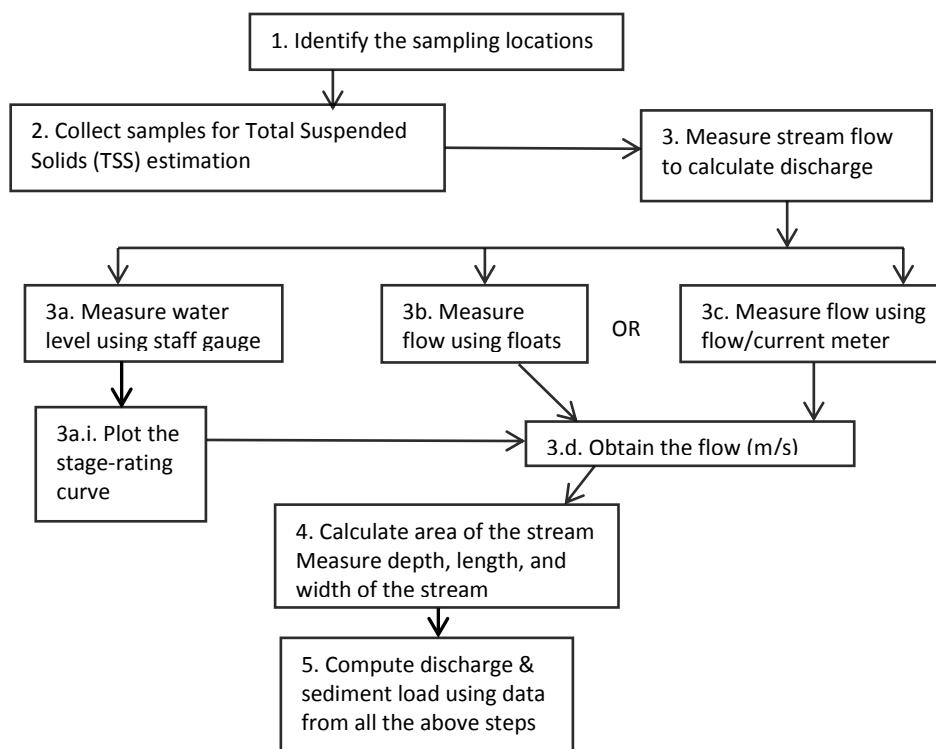 1. Identify the sampling locations
2. Collect samples for Total Suspended
Solids (TSS) estimation
3. Measure stream flow
to calculate discharge
3a. Measure water
level using staff gauge
3b. Measure
flow using floats
OR
3c. Measure flow using
flow/current meter
3a.i. Plot the
stage-rating
curve
3.d. Obtain the flow (m/s)
4. Calculate area of the stream
Measure depth, length, and
width of the stream
5. Compute discharge &
sediment load using data
from all the above steps